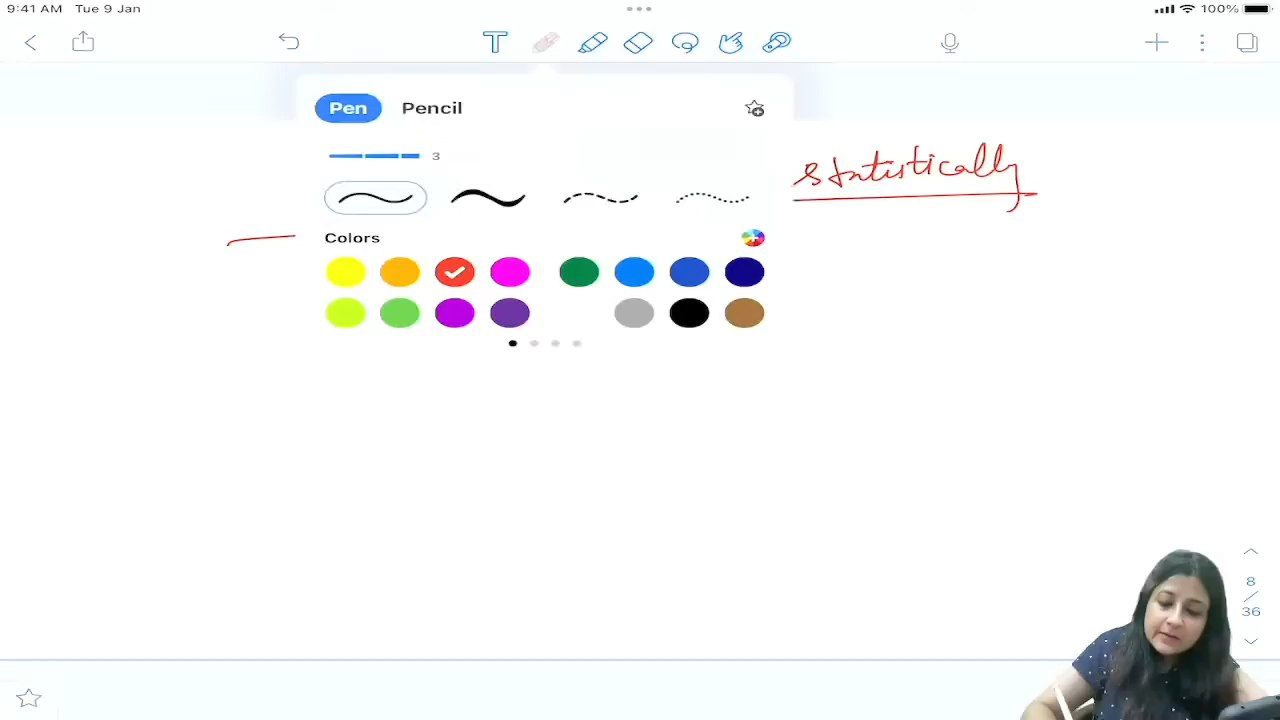 9:41 AM Tue 9 Jan
100%
T
Pen Pencil
3
statistically
Colors
8
/
36